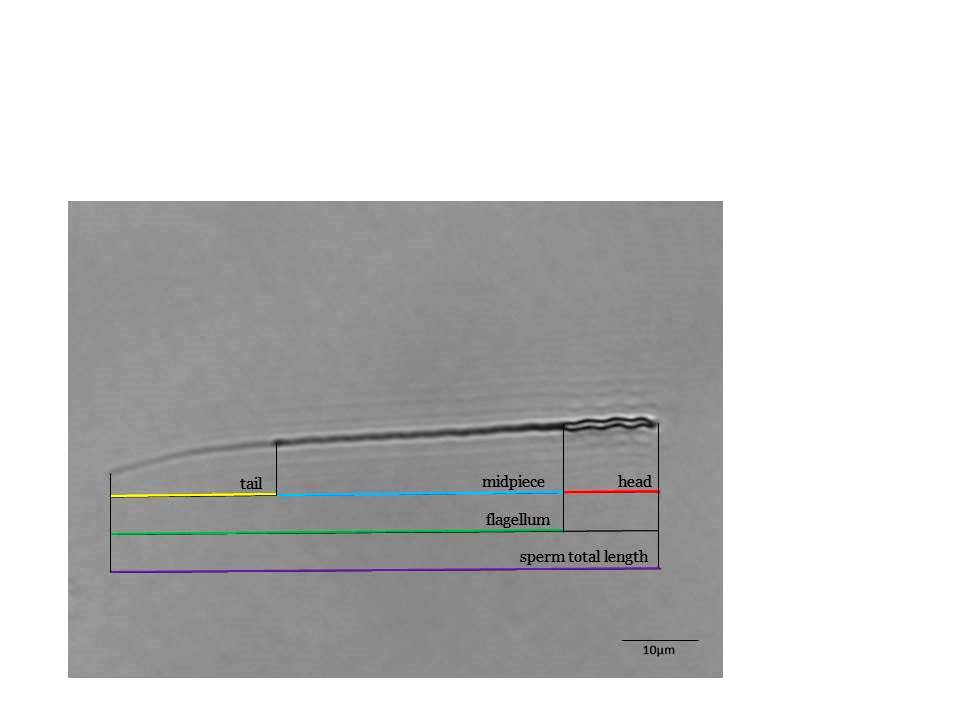 tail
midpiece
head
flagellum
sperm total length
10μm